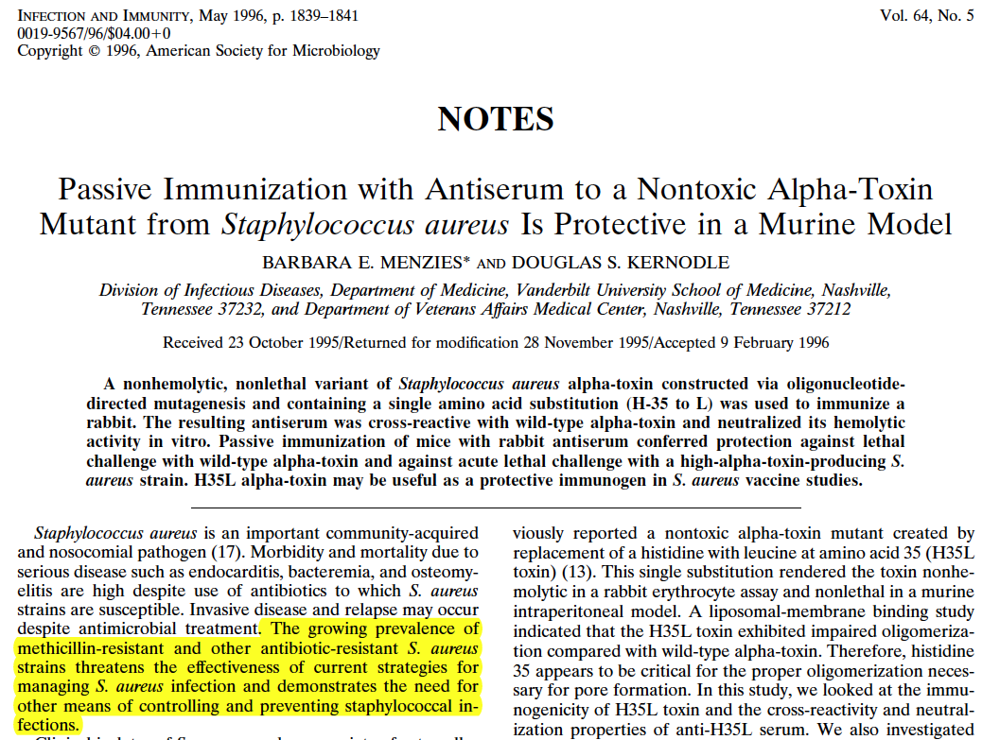 INFECTION AND IMMUNITY, May 1996, p. 1839–1841
Vol. 64, No. 5
0019-9567/96/$04.00+0
Copyright © 1996, American Society for Microbiology
NOTES
Passive Immunization with Antiserum to a Nontoxic Alpha-Toxin
Mutant from Staphylococcus aureus Is Protective in a Murine Model
BARBARA E. MENZIES* AND DOUGLAS S. KERNODLE
Division of Infectious Diseases, Department of Medicine, Vanderbilt University School of Medicine, Nashville,
Tennessee 37232, and Department of Veterans Affairs Medical Center, Nashville, Tennessee 37212
Received 23 October 1995/Returned for modification 28 November 1995/Accepted 9 February 1996
A nonhemolytic, nonlethal variant of Staphylococcus aureus alpha-toxin constructed via oligonucleotide-
directed mutagenesis and containing a single amino acid substitution (H-35 to L) was used to immunize a
rabbit. The resulting antiserum was cross-reactive with wild-type alpha-toxin and neutralized its hemolytic
activity in vitro. Passive immunization of mice with rabbit antiserum conferred protection against lethal
challenge with wild-type alpha-toxin and against acute lethal challenge with a high-alpha-toxin-producing S.
aureus strain. H35L alpha-toxin may be useful as a protective immunogen in S. aureus vaccine studies.
Staphylococcus aureus is an important community-acquired
and nosocomial pathogen (17). Morbidity and mortality due to
serious disease such as endocarditis, bacteremia, and osteomy-
elitis are high despite use of antibiotics to which S. aureus
strains are susceptible. Invasive disease and relapse may occur
despite antimicrobial treatment. The growing prevalence of
methicillin-resistant and other antibiotic-resistant S. aureus
strains threatens the effectiveness of current strategies for
managing S. aureus infection and demonstrates the need for
other means of controlling and preventing staphylococcal in-
fections.
viously reported a nontoxic alpha-toxin mutant created by
replacement of a histidine with leucine at amino acid 35 (H35L
toxin) (13). This single substitution rendered the toxin nonhe-
molytic in a rabbit erythrocyte assay and nonlethal in a murine
intraperitoneal model. A liposomal-membrane binding study
indicated that the H35L toxin exhibited impaired oligomeriza-
tion compared with wild-type alpha-toxin. Therefore, histidine
35 appears to be critical for the proper oligomerization neces-
sary for pore formation. In this study, we looked at the immu-
nogenicity of H35L toxin and the cross-reactivity and neutral-
ization properties of anti-H35L serum. We also investigated